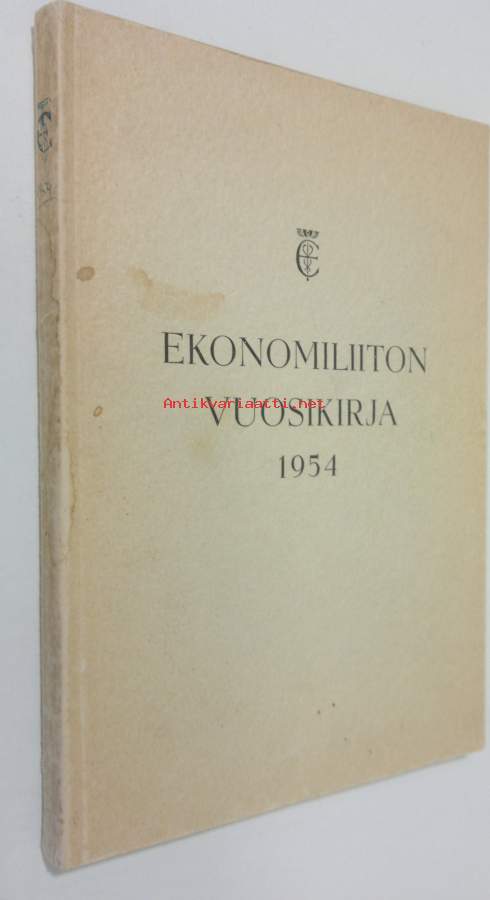 EKONOMILIITON
Antikvariaatti.net
VUOSIKIRJA
1954